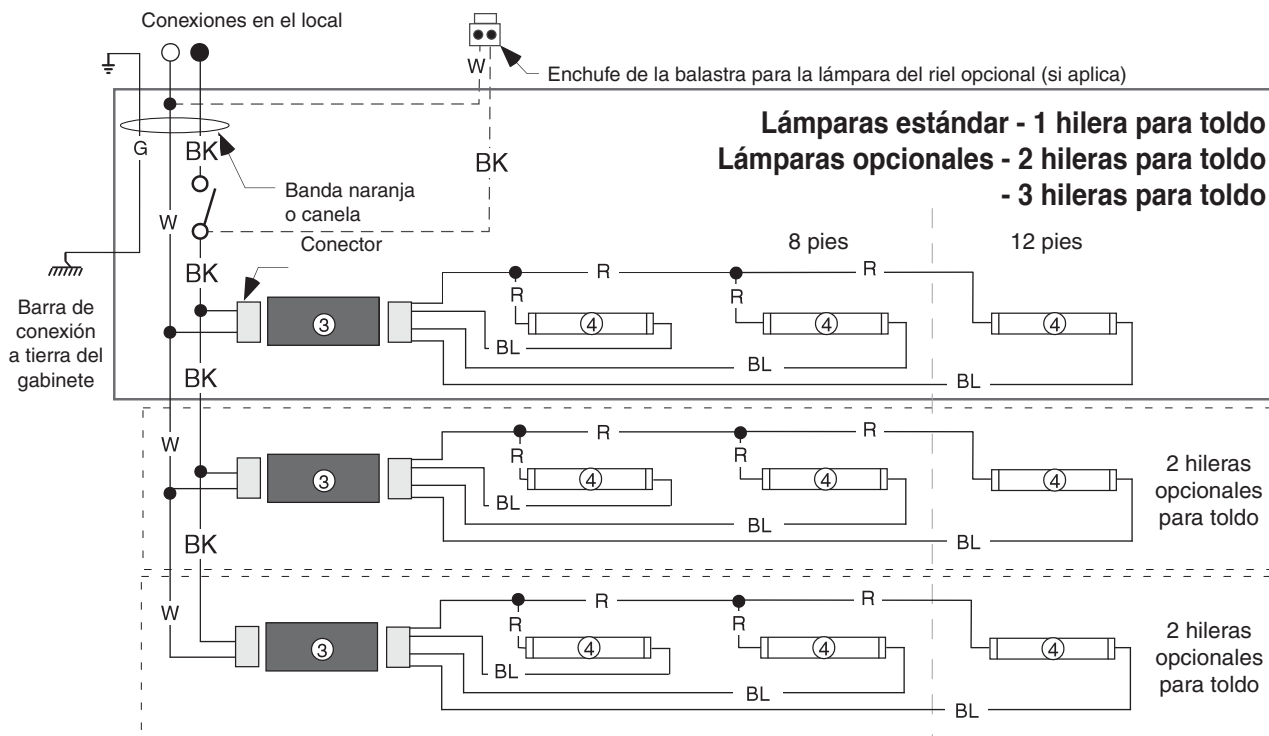 Conexiones en el local
W
Enchufe de la balastra para la lámpara del riel opcional (si aplica)
Lámparas estándar - 1 hilera para toldo
Lámparas opcionales - 2 hileras para toldo
- 3 hileras para toldo
G
BK
BK
Banda naranja
o canela
W
Conector
8 pies
12 pies
BK
R
R
R
R
Barra de
conexión
a tierra del
gabinete
3
4
4
4
BL
BL
BL
BK
W
R
R
R
R
2 hileras
opcionales
para toldo
3
4
4
4
BL
BL
BL
BK
W
R
R
R
R
2 hileras
opcionales
para toldo
3
4
4
4
BL
BL
BL